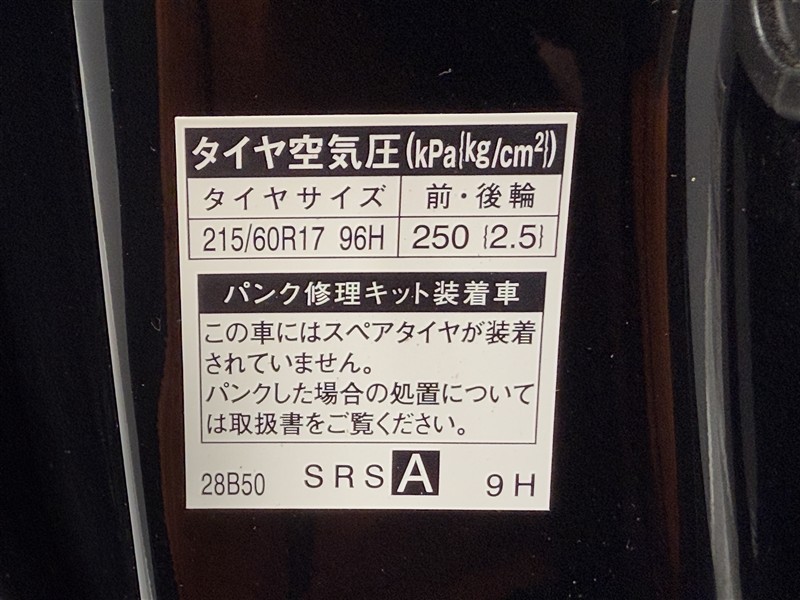 タイヤ空気圧(kPa{kg/cm²})
タイヤサイズ 前・後輪
215/60R17 96H 250 {2.5}
パンク修理キット装着車
この車にはスペアタイヤが装着
されていません。
パンクした場合の処置について
は取扱書をご覧ください。
28B50 SRS A 9H